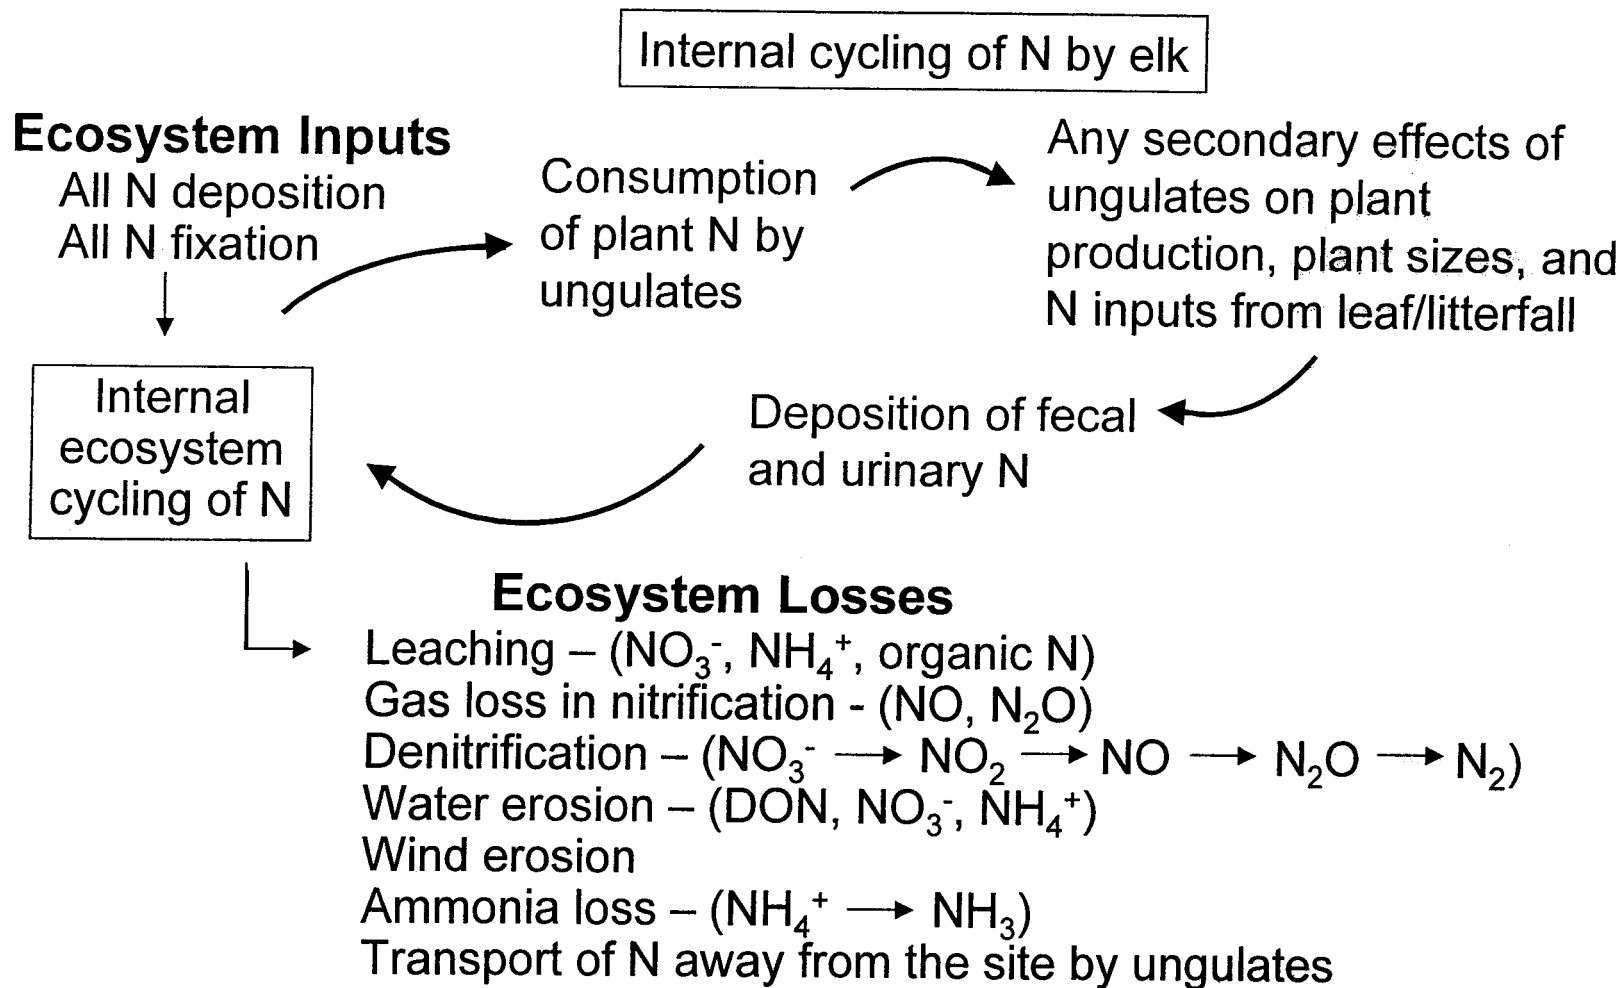 Internal cycling of N by elk
Ecosystem Inputs
All N deposition
All N fixation
Consumption
of plant N by
ungulates
Any secondary effects of
ungulates on plant
production, plant sizes, and
N inputs from leaf/litterfall
Internal
ecosystem
cycling of N
Deposition of fecal
and urinary N
Ecosystem Losses
Leaching – (NO₃⁻, NH₄⁺, organic N)
Gas loss in nitrification - (NO, N₂O)
Denitrification – (NO₃⁻ → NO₂ → NO → N₂O → N₂)
Water erosion – (DON, NO₃⁻, NH₄⁺)
Wind erosion
Ammonia loss – (NH₄⁺ → NH₃)
Transport of N away from the site by ungulates